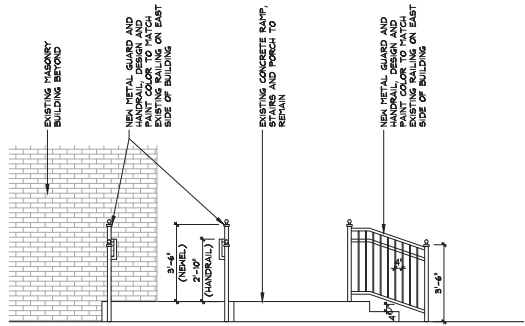 EXISTING MASONRY
BUILDING BEYOND
NEW METAL GUARD AND
HANDRAIL, DESIGN AND
PAINT COLOR TO MATCH
EXISTING RAILING ON EAST
SIDE OF BUILDING
EXISTING CONCRETE RAMP,
STAIRS AND PORCH TO
REMAIN
NEW METAL GUARD AND
HANDRAIL, DESIGN AND
PAINT COLOR TO MATCH
EXISTING RAILING ON EAST
SIDE OF BUILDING
3'-6"
(NEWEL)
2'-10"
(HANDRAIL)
4"
4"
3'-6"